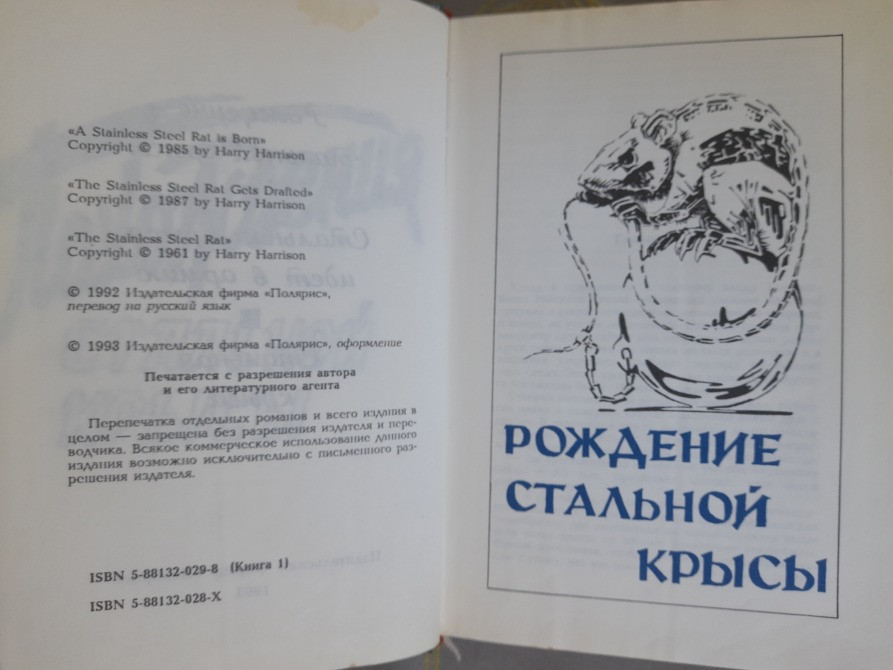 «A Stainless Steel Rat is Born»
Copyright © 1985 by Harry Harrison
«The Stainless Steel Rat Gets Drafted»
Copyright © 1987 by Harry Harrison
«The Stainless Steel Rat»
Copyright © 1961 by Harry Harrison
© 1992 Издательская фирма «Полярис»,
перевод на русский язык
© 1993 Издательская фирма «Полярис», оформление
Печатается с разрешения автора
и его литературного агента
Перепечатка отдельных романов и всего издания в
целом — запрещена без разрешения издателя и пере-
водчика. Всякое коммерческое использование данного
издания возможно исключительно с письменного раз-
решения издателя.
ISBN 5-88132-029-8 (Книга 1)
ISBN 5-88132-028-X
РОЖДЕНИЕ
СТАЛЬНОЙ
КРЫСЫ